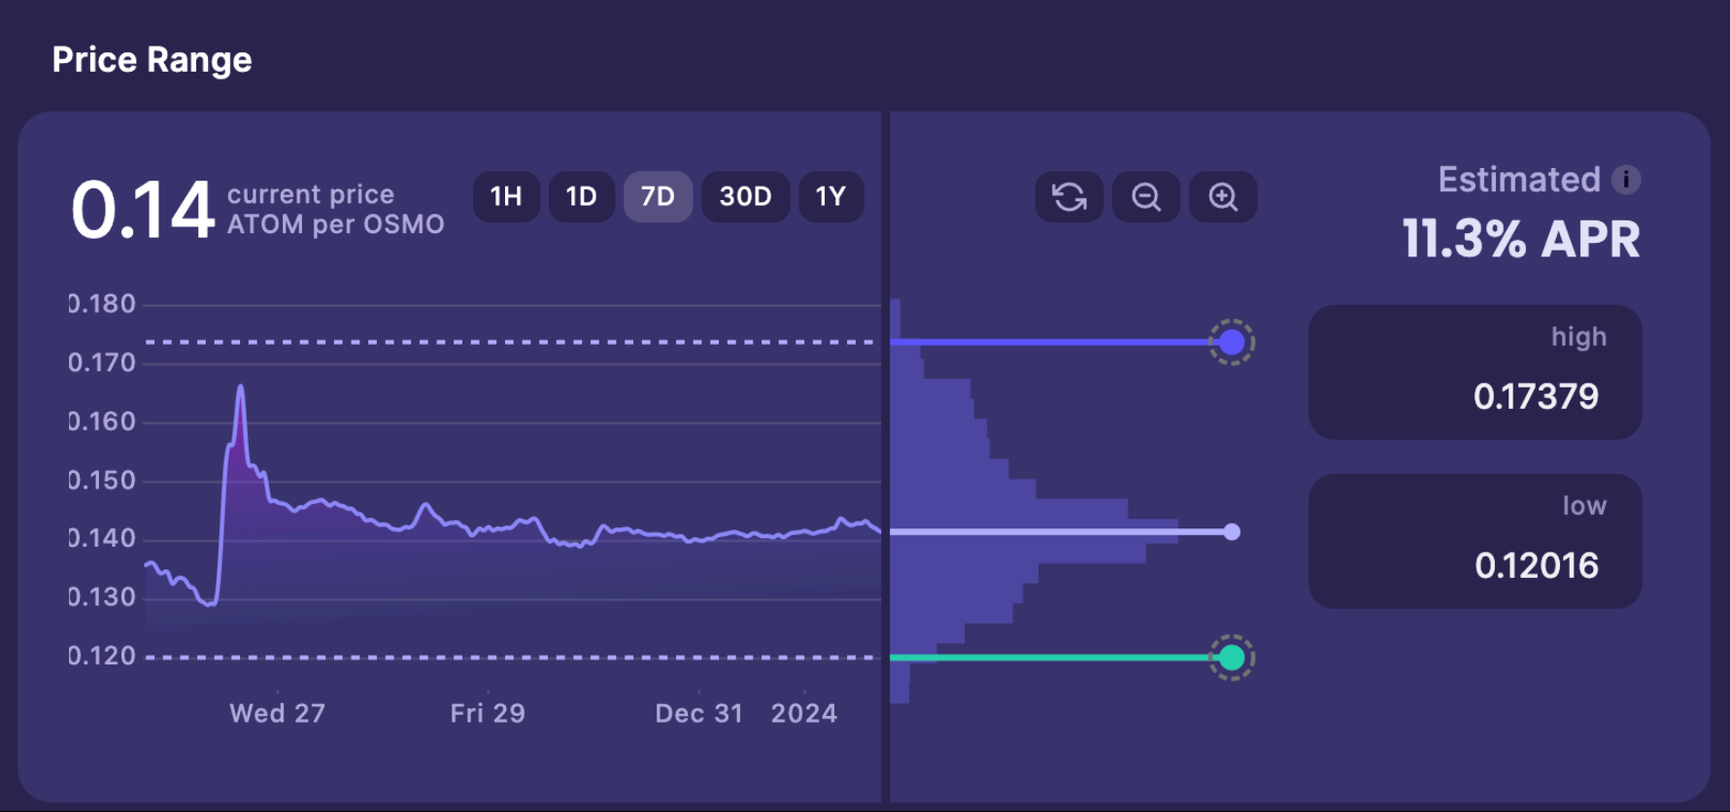 Price Range
0.14
current price
ATOM per OSMO
1H 1D 7D 30D 1Y
Estimated i
11.3% APR
0.180
0.170
0.160
0.150
0.140
0.130
0.120
Wed 27 Fri 29 Dec 31 2024
high
0.17379
low
0.12016